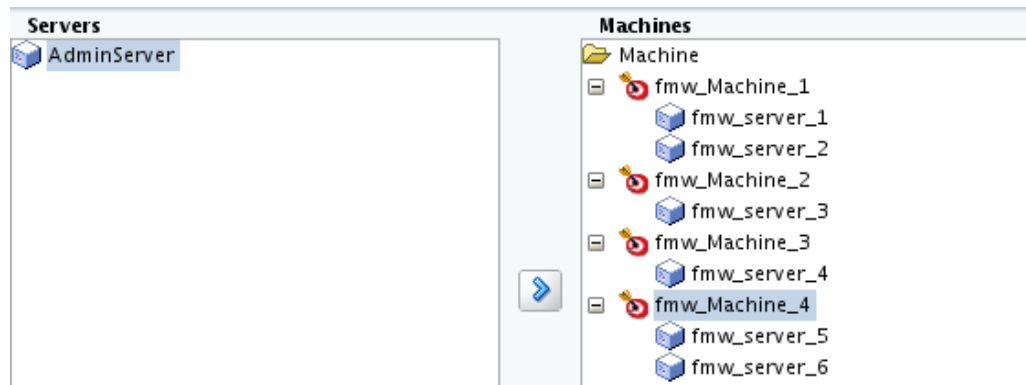 Servers
AdminServer
Machines
Machine
fmw_Machine_1
fmw_server_1
fmw_server_2
fmw_Machine_2
fmw_server_3
fmw_Machine_3
fmw_server_4
fmw_Machine_4
fmw_server_5
fmw_server_6